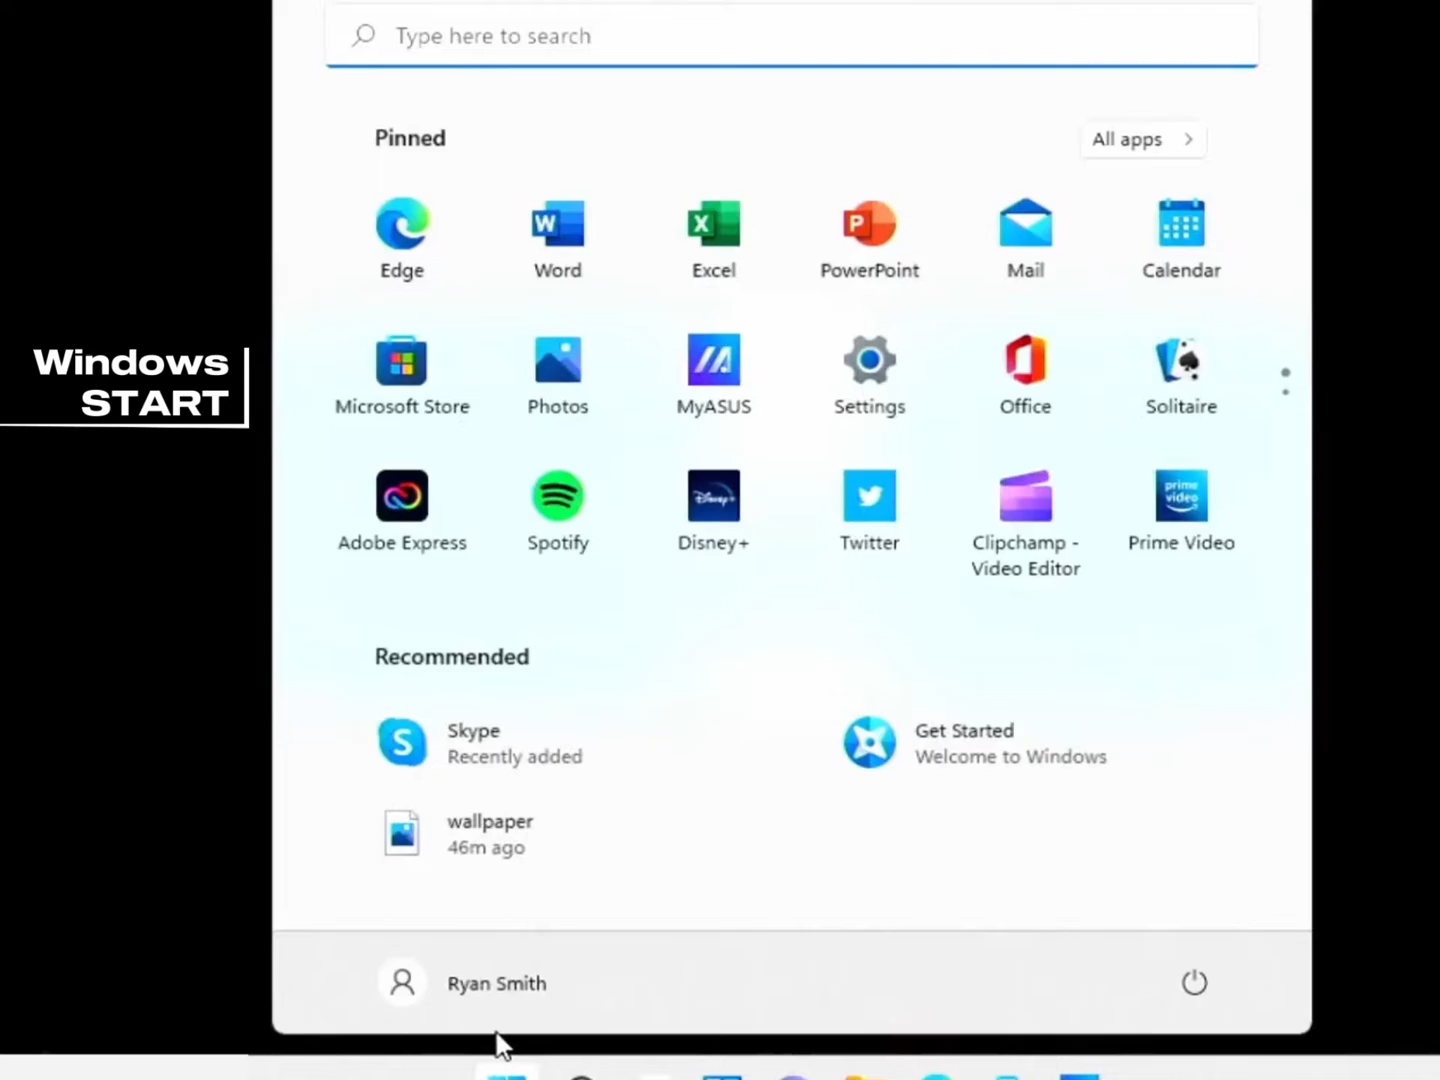 Type here to search
Pinned
All apps
Edge
Word
Excel
PowerPoint
Mail
Calendar
Windows
START
Microsoft Store
Photos
MyASUS
Settings
Office
Solitaire
Adobe Express
Spotify
Disney+
Twitter
Clipchamp -
Video Editor
prime
video
Prime Video
Recommended
Skype
Recently added
Get Started
Welcome to Windows
wallpaper
46m ago
Ryan Smith